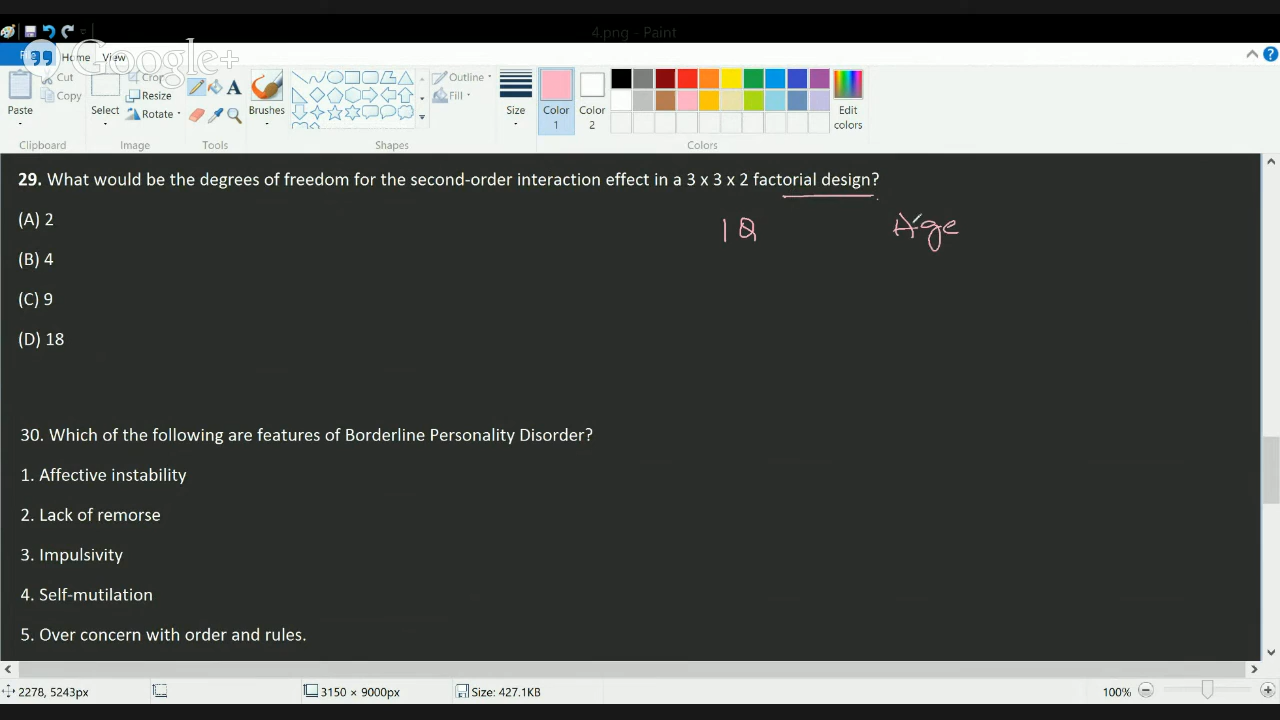 4.png - Paint
Google+
File Home View
Paste
Cut
Copy
Clipboard
Select
Crop
Resize
Rotate
Image
Tools
Brushes
Shapes
Outline
Fill
Size
Color
1
Color
2
Edit
colors
Colors
29. What would be the degrees of freedom for the second-order interaction effect in a 3 x 3 x 2 factorial design?
(A) 2
IQ Age
(B) 4
(C) 9
(D) 18
30. Which of the following are features of Borderline Personality Disorder?
1. Affective instability
2. Lack of remorse
3. Impulsivity
4. Self-mutilation
5. Over concern with order and rules.
2278, 5243px
3150 × 9000px
Size: 427.1KB
100%